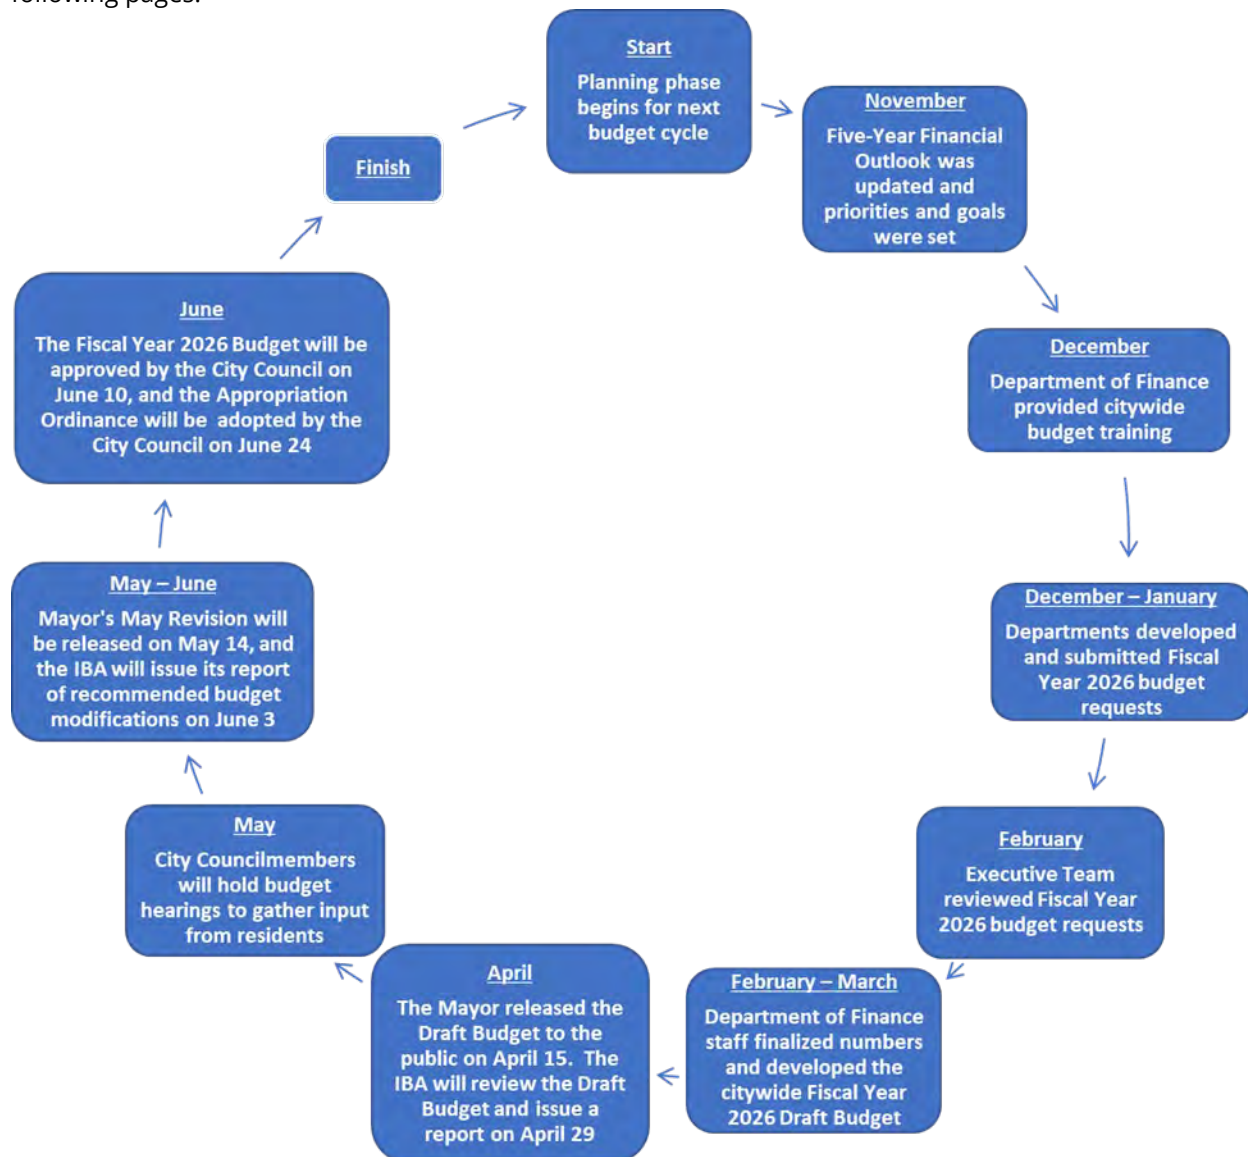 following pages.
Start
Planning phase
begins for next
budget cycle
November
Five-Year Financial
Outlook was
updated and
priorities and goals
were set
December
Department of Finance
provided citywide
budget training
December – January
Departments developed
and submitted Fiscal
Year 2026 budget
requests
February
Executive Team
reviewed Fiscal Year
2026 budget requests
February – March
Department of Finance
staff finalized numbers
and developed the
citywide Fiscal Year
2026 Draft Budget
April
The Mayor released the
Draft Budget to the
public on April 15.  The
IBA will review the Draft
Budget and issue a
report on April 29
May
City Councilmembers
will hold budget
hearings to gather input
from residents
May – June
Mayor's May Revision will
be released on May 14, and
the IBA will issue its report
of recommended budget
modifications on June 3
June
The Fiscal Year 2026 Budget will be
approved by the City Council on
June 10, and the Appropriation
Ordinance will be  adopted by the
City Council on June 24
Finish